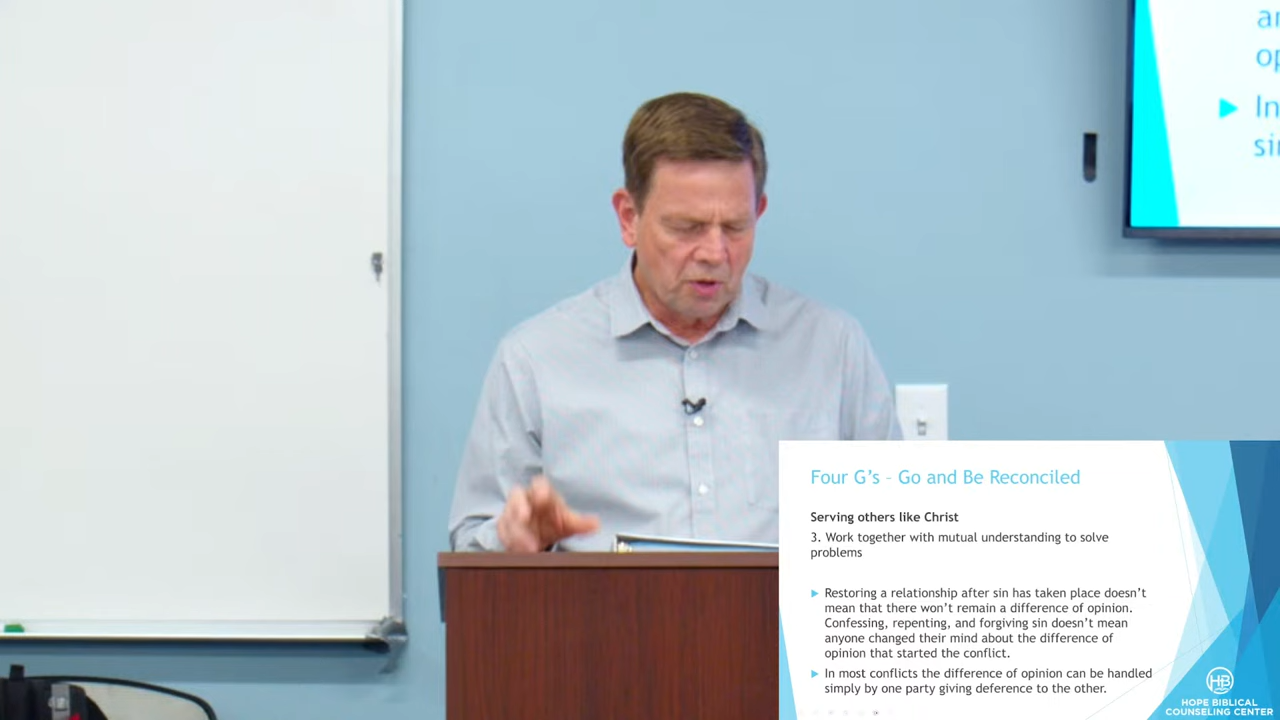 Four G's - Go and Be Reconciled
Serving others like Christ
3. Work together with mutual understanding to solve
problems
Restoring a relationship after sin has taken place doesn't
mean that there won't remain a difference of opinion.
Confessing, repenting, and forgiving sin doesn't mean
anyone changed their mind about the difference of
opinion that started the conflict.
In most conflicts the difference of opinion can be handled
simply by one party giving deference to the other.
HOPE BIBLICAL
COUNSELING CENTER
In